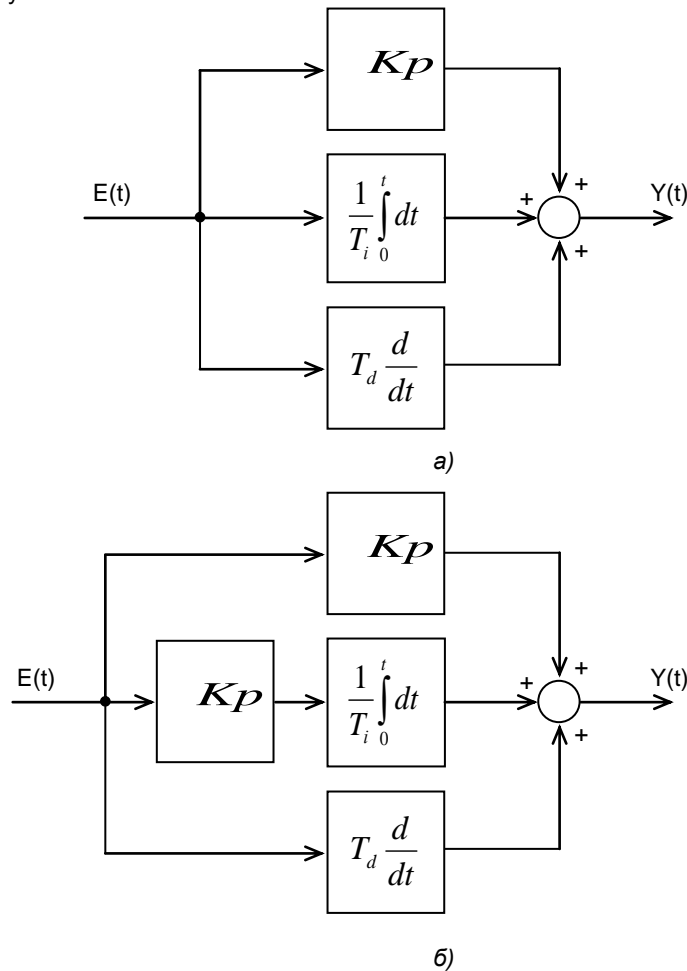 y
Kp
+
E(t)
1/T_i ∫_0^t dt
+
Y(t)
+
T_d d/dt
а)
Kp
+
E(t)
Kp
1/T_i ∫_0^t dt
+
Y(t)
+
T_d d/dt
б)